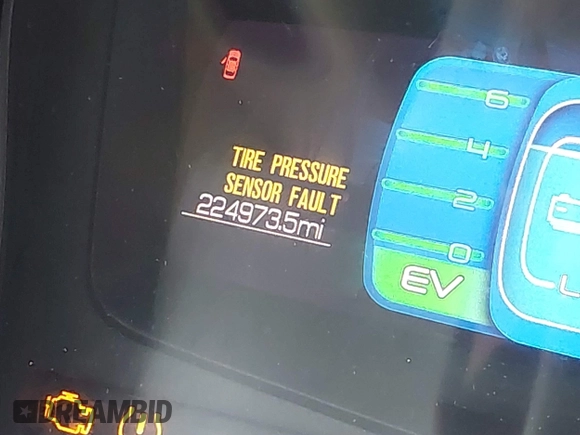 TIRE PRESSURE
SENSOR FAULT
224973.5mi
6
4
2
0
EV
L
DREAMBID